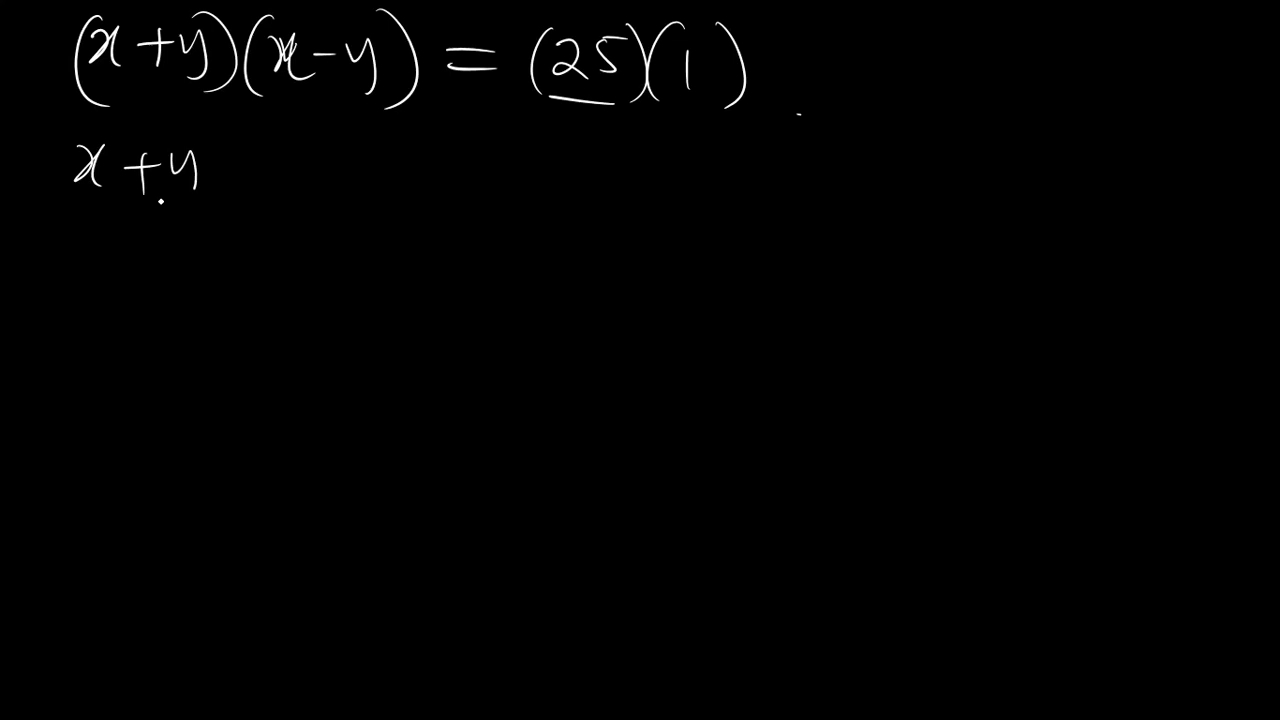 (x+y)(x-y) = (25)(1)
x+y